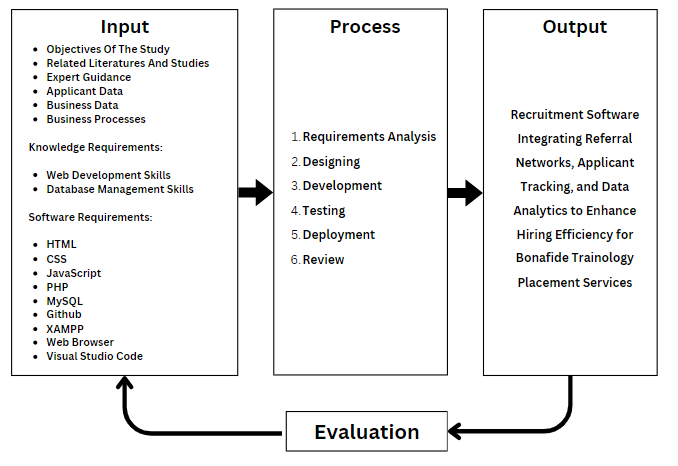 Input
Objectives Of The Study
Related Literatures And Studies
Expert Guidance
Applicant Data
Business Data
Business Processes
Knowledge Requirements:
Web Development Skills
Database Management Skills
Software Requirements:
HTML
CSS
JavaScript
PHP
MySQL
Github
XAMPP
Web Browser
Visual Studio Code
Process
1. Requirements Analysis
2. Designing
3. Development
4. Testing
5. Deployment
6. Review
Output
Recruitment Software
Integrating Referral
Networks, Applicant
Tracking, and Data
Analytics to Enhance
Hiring Efficiency for
Bonafide Trainology
Placement Services
Evaluation